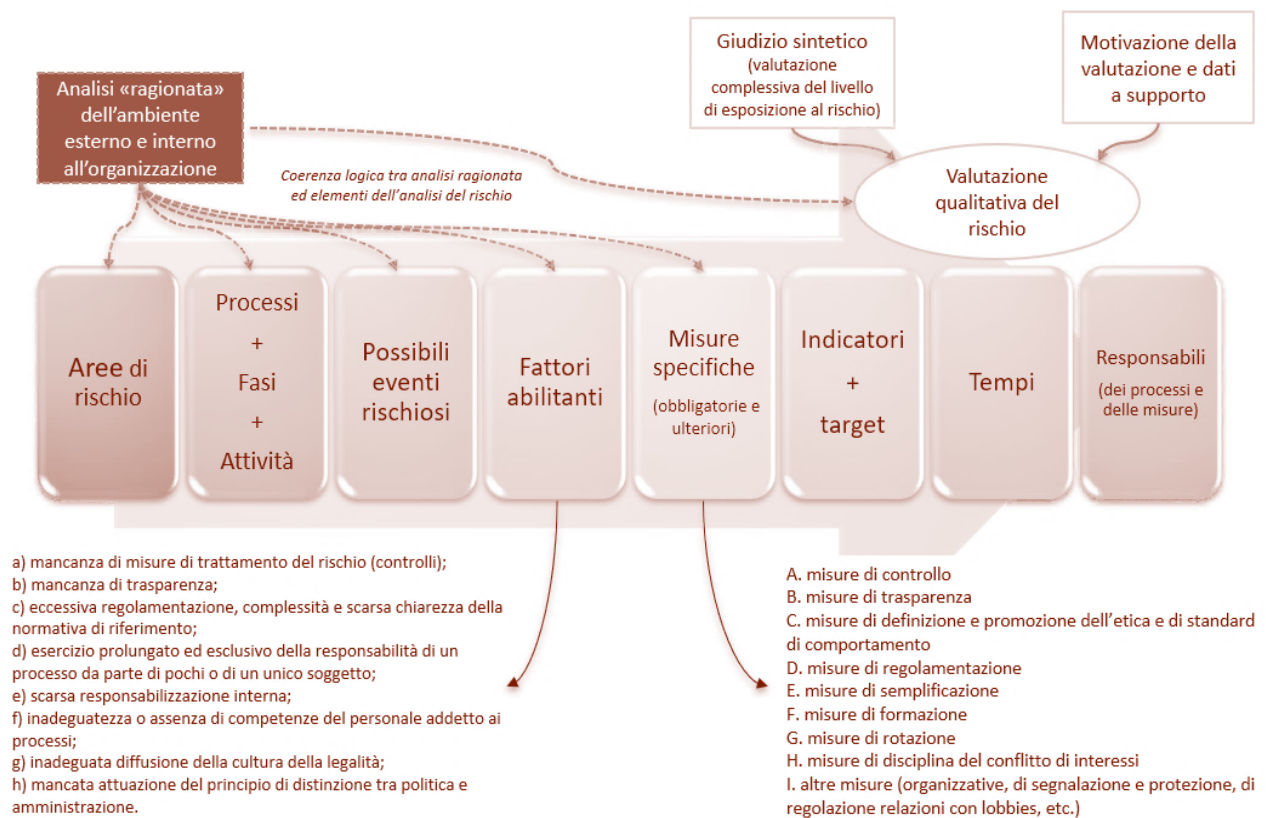 Giudizio sintetico
(valutazione
complessiva del livello
di esposizione al rischio)
Motivazione della
valutazione e dati
a supporto
Analisi «ragionata»
dell'ambiente
esterno e interno
all'organizzazione
Coerenza logica tra analisi ragionata
ed elementi dell'analisi del rischio
Valutazione
qualitativa del
rischio
Aree di
rischio
Processi
+
Fasi
+
Attività
Possibili
eventi
rischiosi
Fattori
abilitanti
Misure
specifiche
(obbligatorie e
ulteriori)
Indicatori
+
target
Tempi
Responsabili
(dei processi e
delle misure)
a) mancanza di misure di trattamento del rischio (controlli);
b) mancanza di trasparenza;
c) eccessiva regolamentazione, complessità e scarsa chiarezza della
normativa di riferimento;
d) esercizio prolungato ed esclusivo della responsabilità di un
processo da parte di pochi o di un unico soggetto;
e) scarsa responsabilizzazione interna;
f) inadeguatezza o assenza di competenze del personale addetto ai
processi;
g) inadeguata diffusione della cultura della legalità;
h) mancata attuazione del principio di distinzione tra politica e
amministrazione.
A. misure di controllo
B. misure di trasparenza
C. misure di definizione e promozione dell'etica e di standard
di comportamento
D. misure di regolamentazione
E. misure di semplificazione
F. misure di formazione
G. misure di rotazione
H. misure di disciplina del conflitto di interessi
I. altre misure (organizzative, di segnalazione e protezione, di
regolazione relazioni con lobbies, etc.)